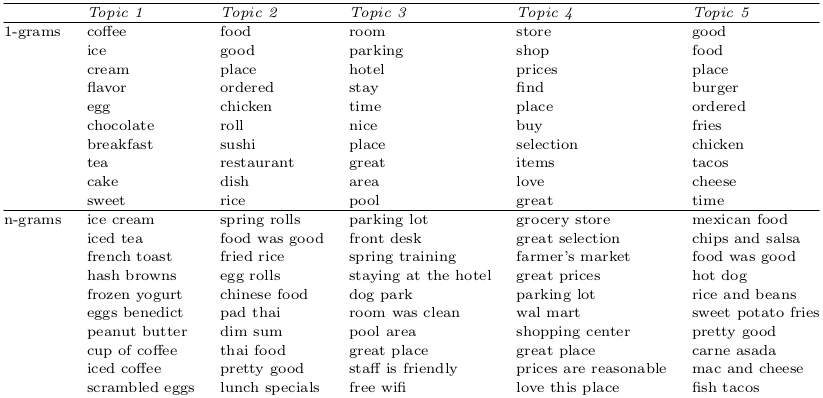 Topic 1 Topic 2 Topic 3 Topic 4 Topic 5
1-grams coffee food room store good
ice good parking shop food
cream place hotel prices place
flavor ordered stay find burger
egg chicken time place ordered
chocolate roll nice buy fries
breakfast sushi place selection chicken
tea restaurant great items tacos
cake dish area love cheese
sweet rice pool great time
n-grams ice cream spring rolls parking lot grocery store mexican food
iced tea food was good front desk great selection chips and salsa
french toast fried rice spring training farmer's market food was good
hash browns egg rolls staying at the hotel great prices hot dog
frozen yogurt chinese food dog park parking lot rice and beans
eggs benedict pad thai room was clean wal mart sweet potato fries
peanut butter dim sum pool area shopping center pretty good
cup of coffee thai food great place great place carne asada
iced coffee pretty good staff is friendly prices are reasonable mac and cheese
scrambled eggs lunch specials free wifi love this place fish tacos